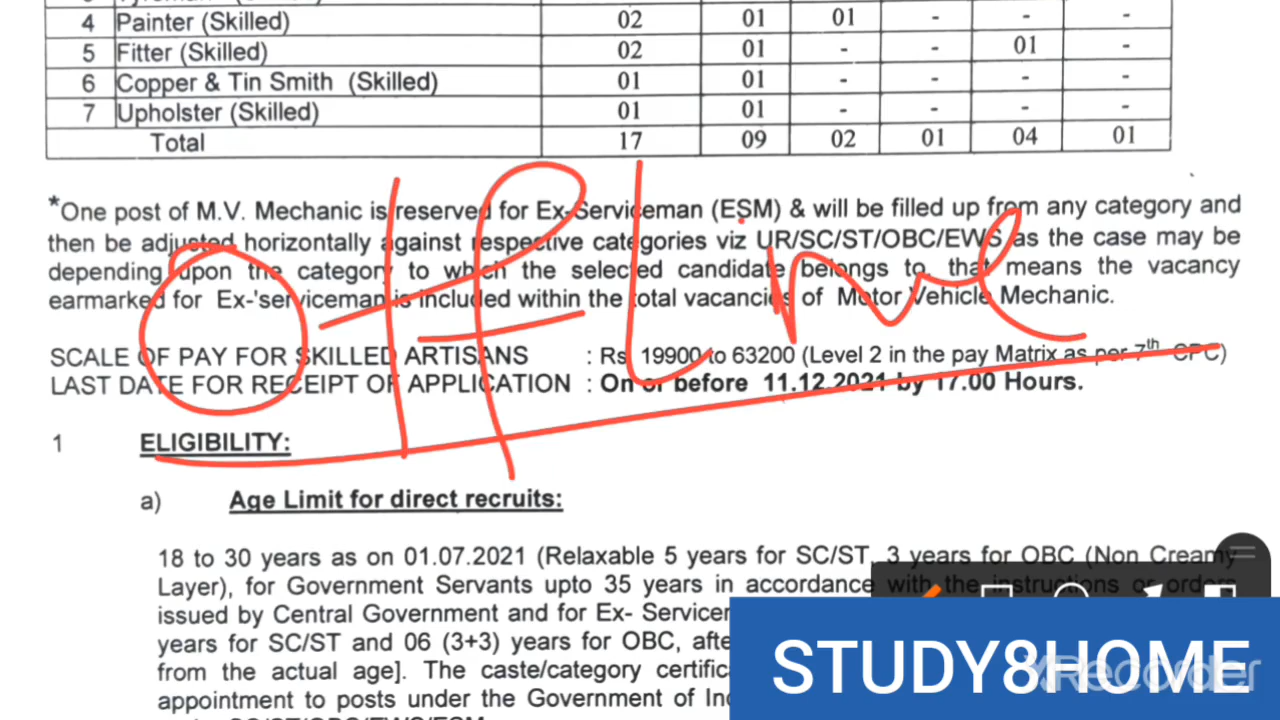 4 Painter (Skilled) 02 01 01 - - -
5 Fitter (Skilled) 02 01 - - 01 -
6 Copper & Tin Smith (Skilled) 01 01 - - - -
7 Upholster (Skilled) 01 01 - - - -
Total 17 09 02 01 04 01
*One post of M.V. Mechanic is reserved for Ex-Serviceman (ESM) & will be filled up from any category and
then be adjusted horizontally against respective categories viz UR/SC/ST/OBC/EWS as the case may be
depending upon the category to which the selected candidate belongs to, that means the vacancy
earmarked for Ex-'serviceman is included within the total vacancies of Motor Vehicle Mechanic.
OffLine
SCALE OF PAY FOR SKILLED ARTISANS : Rs 19900 to 63200 (Level 2 in the pay Matrix as per 7th CPC)
LAST DATE FOR RECEIPT OF APPLICATION : On or before 11.12.2021 by 17.00 Hours.
1 ELIGIBILITY:
a) Age Limit for direct recruits:
18 to 30 years as on 01.07.2021 (Relaxable 5 years for SC/ST, 3 years for OBC (Non Creamy
Layer), for Government Servants upto 35 years in accordance with the instructions or orders
issued by Central Government and for Ex- Servicem
years for SC/ST and 06 (3+3) years for OBC, afte
from the actual age]. The caste/category certific
appointment to posts under the Government of Ind
STUDY8HOME